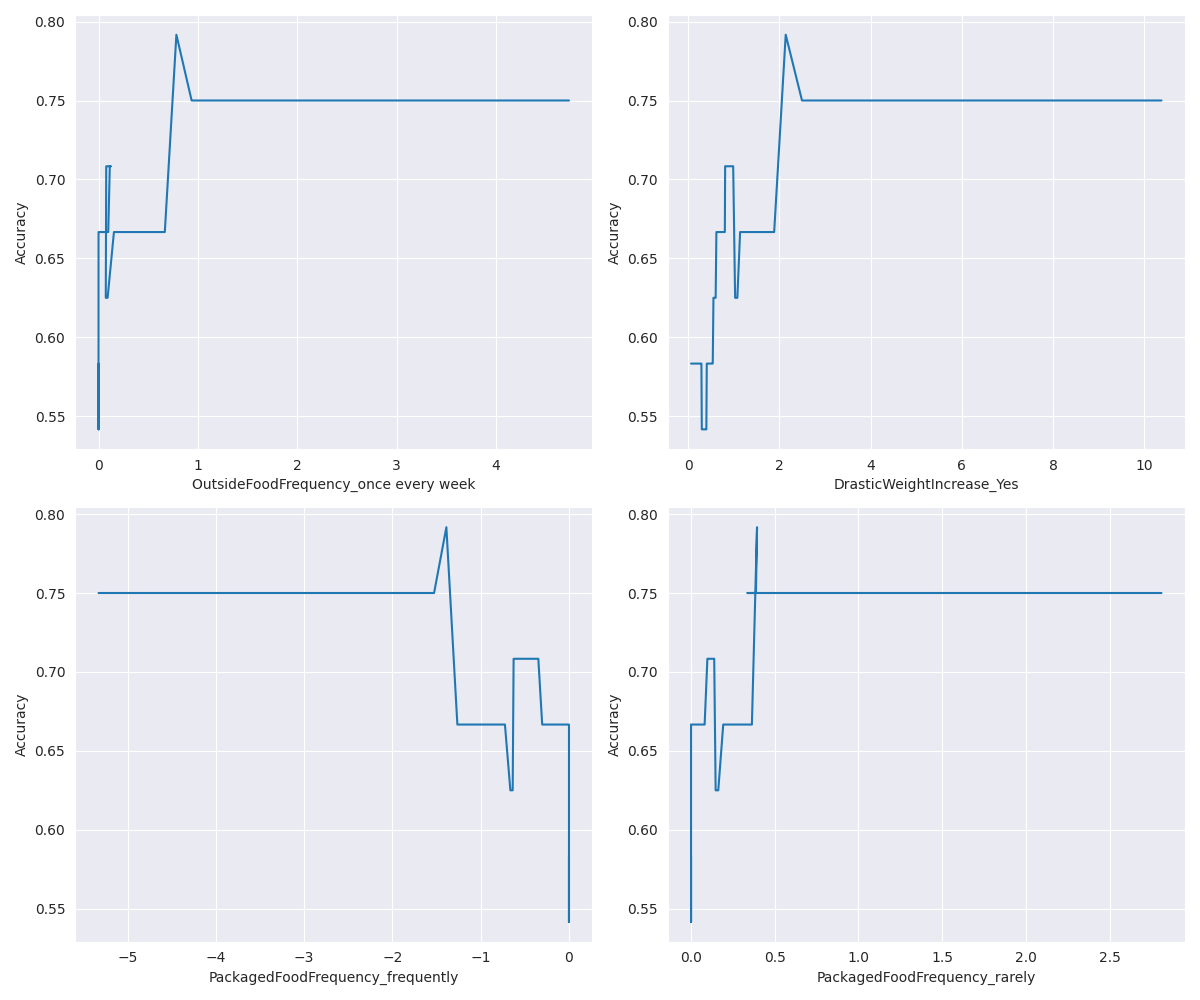 0.80
0.75
0.70
0.65
0.60
0.55
Accuracy
0 1 2 3 4
OutsideFoodFrequency_once every week
0.80
0.75
0.70
0.65
0.60
0.55
Accuracy
0 2 4 6 8 10
DrasticWeightIncrease_Yes
0.80
0.75
0.70
0.65
0.60
0.55
Accuracy
−5 −4 −3 −2 −1 0
PackagedFoodFrequency_frequently
0.80
0.75
0.70
0.65
0.60
0.55
Accuracy
0.0 0.5 1.0 1.5 2.0 2.5
PackagedFoodFrequency_rarely